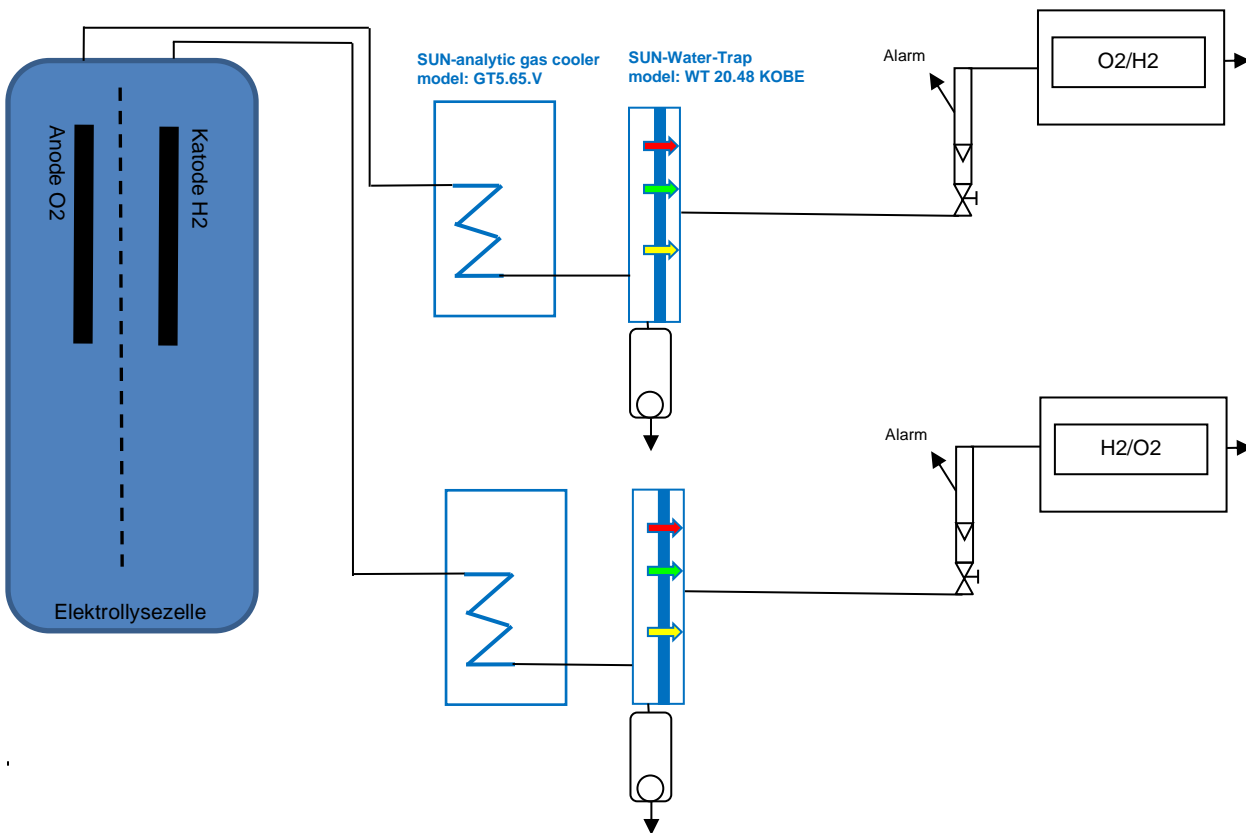 SUN-analytic gas cooler
model: GT5.65.V
SUN-Water-Trap
model: WT 20.48 KOBE
Alarm
O2/H2
Anode O2
Katode H2
Alarm
H2/O2
Elektrollysezelle